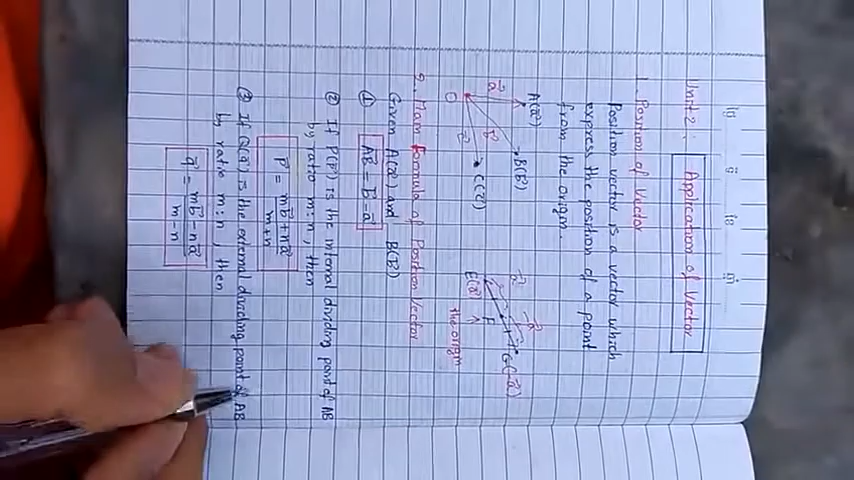 Unit 2 : Application of Vector
1. Position of Vector
Position vector is a vector which
express the position of a point
from the origin.
A(a⃗)
B(b⃗)
C(c⃗)
O
a⃗
b⃗
c⃗
E(a⃗)
F
G(-a⃗)
a⃗
-a⃗
the origin
2. Main Formula of Position Vector
Given A(a⃗) and B(b⃗)
① AB⃗ = b⃗ - a⃗
② If P(p⃗) is the internal dividing point of AB
by ratio m:n, then
p⃗ = (mb⃗ + na⃗) / (m+n)
③ If Q(q⃗) is the external dividing point of AB
by ratio m:n, then
q⃗ = (mb⃗ - na⃗) / (m-n)